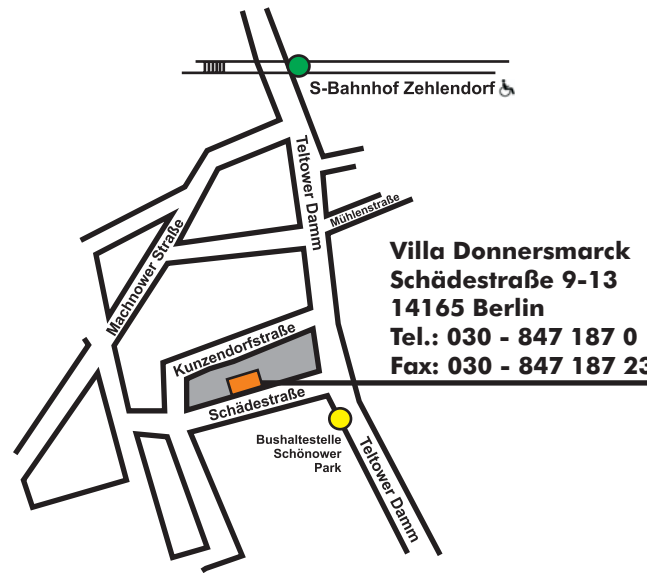 S-Bahnhof Zehlendorf
Teltower Damm
Mühlenstraße
Machnower Straße
Villa Donnersmarck
Schädestraße 9-13
14165 Berlin
Tel.: 030 - 847 187 0
Fax: 030 - 847 187 23
Kunzendorfstraße
Schädestraße
Bushaltestelle
Schönower
Park
Teltower Damm